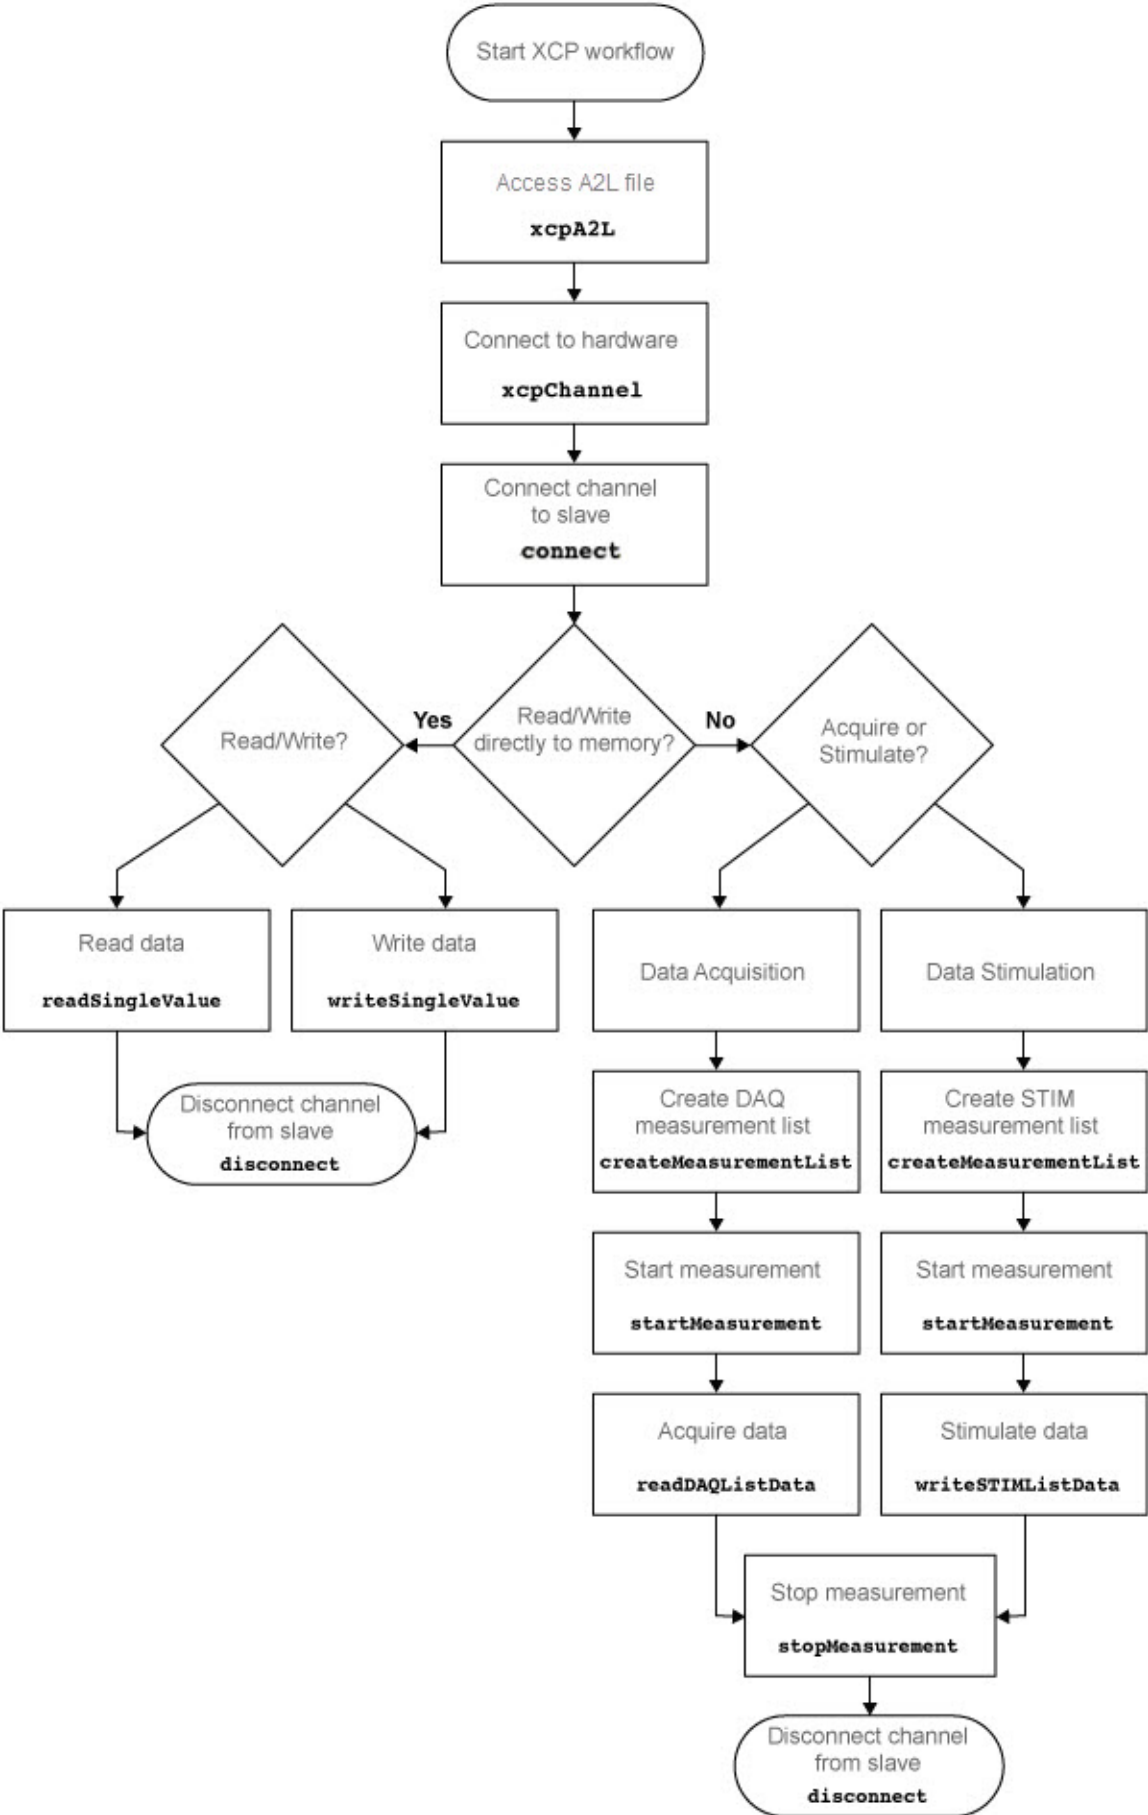 Start XCP workflow
Access A2L file
xcpA2L
Connect to hardware
xcpChannel
Connect channel
to slave
connect
Read/Write?
Yes
Read/Write
directly to memory?
No
Acquire or
Stimulate?
Read data
readSingleValue
Write data
writeSingleValue
Disconnect channel
from slave
disconnect
Data Acquisition
Data Stimulation
Create DAQ
measurement list
createMeasurementList
Create STIM
measurement list
createMeasurementList
Start measurement
startMeasurement
Start measurement
startMeasurement
Acquire data
readDAQListData
Stimulate data
writeSTIMListData
Stop measurement
stopMeasurement
Disconnect channel
from slave
disconnect